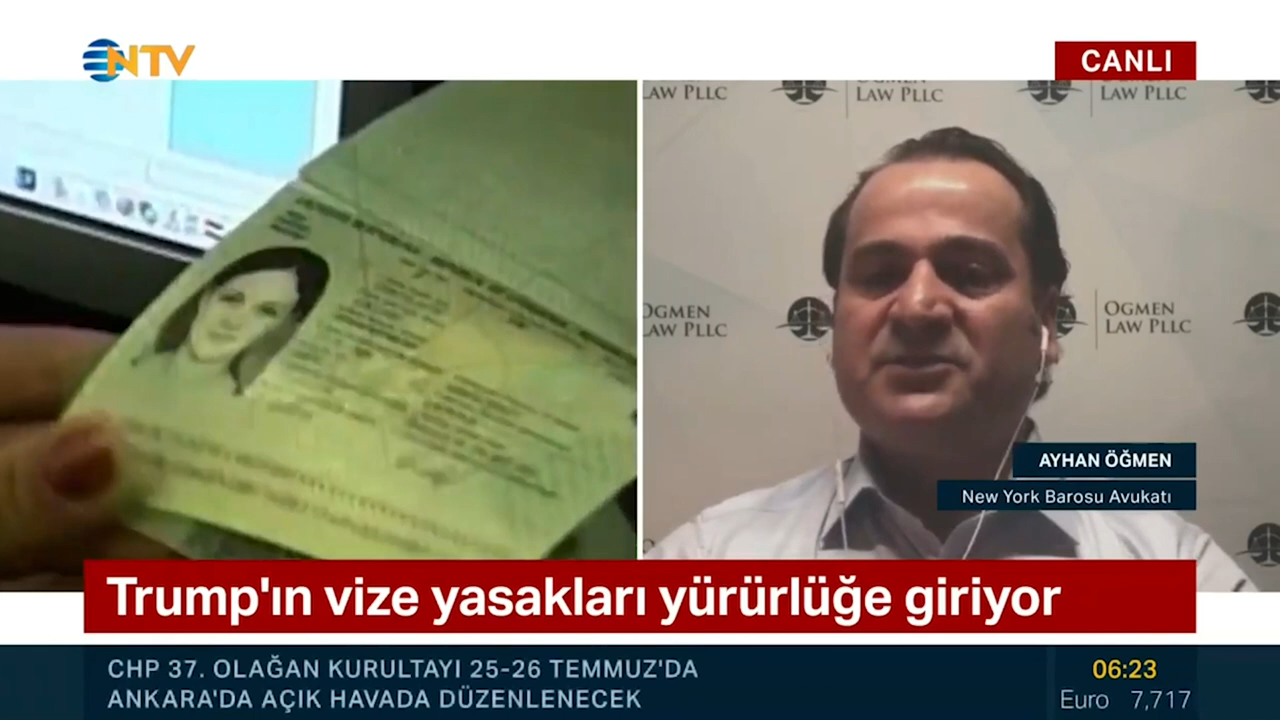 NTV
CANLI
LAW PLLC
OGMEN
LAW PLLC
LAW PLLC
OGMEN
LAW PLLC
OGMEN
LAW PLLC
AYHAN ÖĞMEN
New York Barosu Avukatı
Trump'ın vize yasakları yürürlüğe giriyor
CHP 37. OLAĞAN KURULTAYI 25-26 TEMMUZ'DA
ANKARA'DA AÇIK HAVADA DÜZENLENECEK
06:23
Euro 7,717